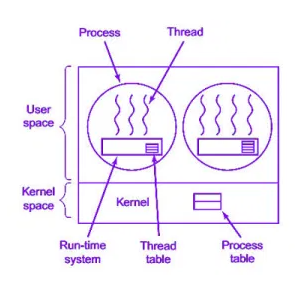 Process
Thread
User
space
Kernel
space
Kernel
Run-time
system
Thread
table
Process
table